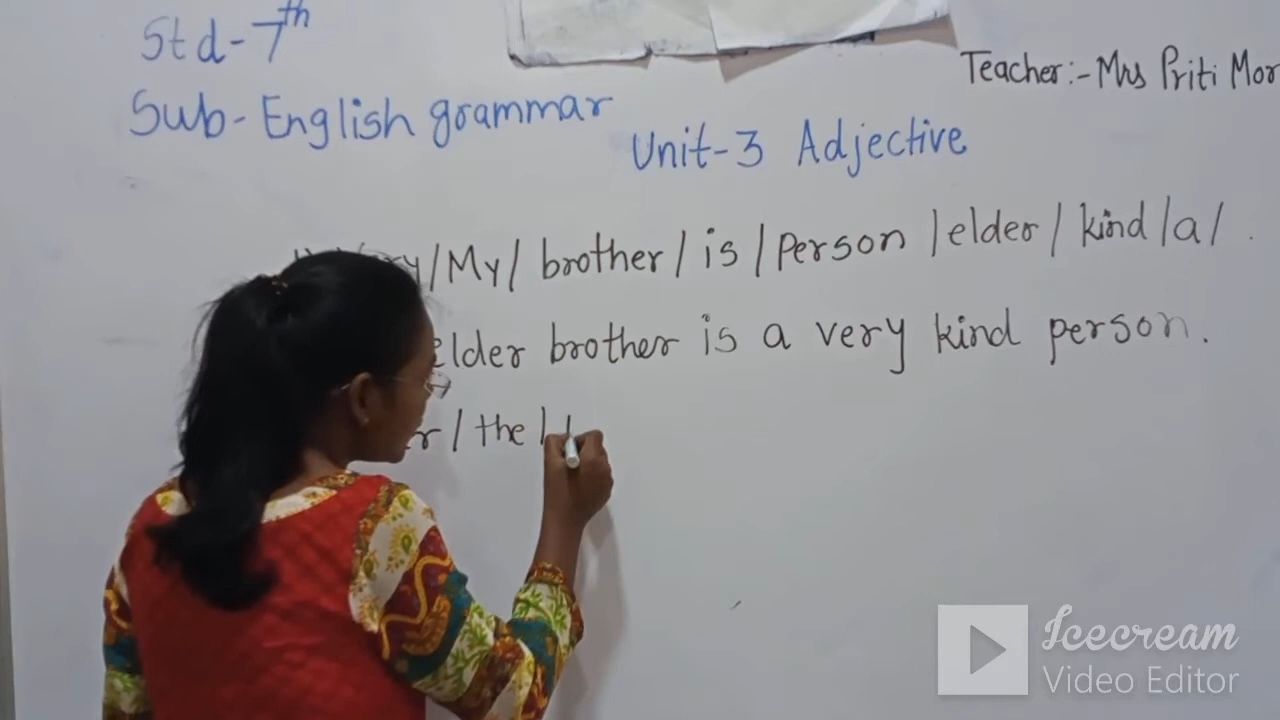 Std-7th
Teacher:- Mrs Priti Mor
Sub-English grammar
Unit-3 Adjective
/My/ brother/ is /person /elder / kind /a/ .
elder brother is a very kind person.
/ the /
Icecream
Video Editor